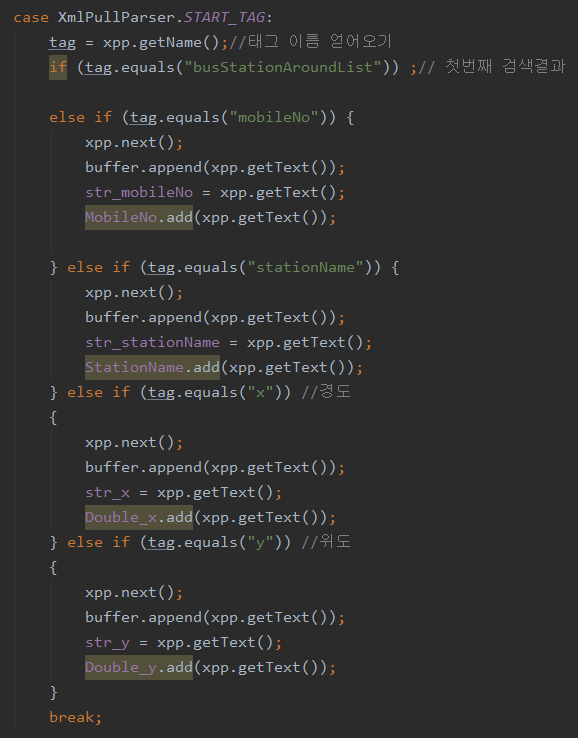 case XmlPullParser.START_TAG:
tag = xpp.getName();//태그 이름 얻어오기
if (tag.equals("busStationAroundList")) ;// 첫번째 검색결과
else if (tag.equals("mobileNo")) {
xpp.next();
buffer.append(xpp.getText());
str_mobileNo = xpp.getText();
MobileNo.add(xpp.getText());
} else if (tag.equals("stationName")) {
xpp.next();
buffer.append(xpp.getText());
str_stationName = xpp.getText();
StationName.add(xpp.getText());
} else if (tag.equals("x")) //경도
{
xpp.next();
buffer.append(xpp.getText());
str_x = xpp.getText();
Double_x.add(xpp.getText());
} else if (tag.equals("y")) //위도
{
xpp.next();
buffer.append(xpp.getText());
str_y = xpp.getText();
Double_y.add(xpp.getText());
}
break;